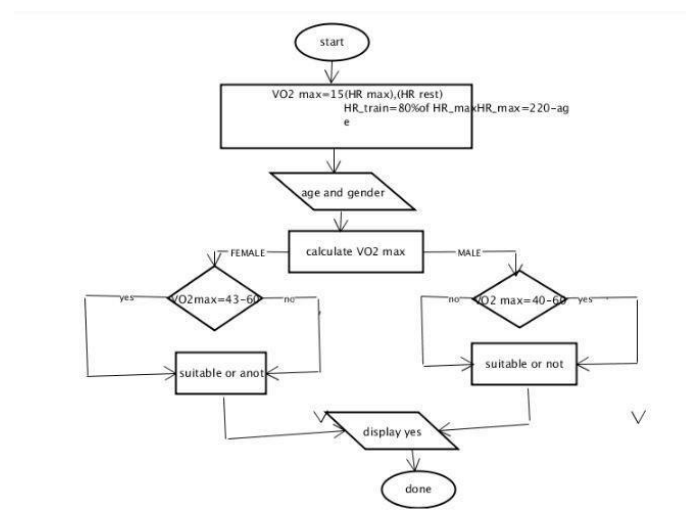 start
VO2 max=15(HR max),(HR rest)
HR_train=80%of HR_maxHR_max=220-ag
e
age and gender
calculate VO2 max
FEMALE
MALE
yes
VO2max=43-60
no
no
VO2 max=40-60
yes
suitable or anot
suitable or not
display yes
done